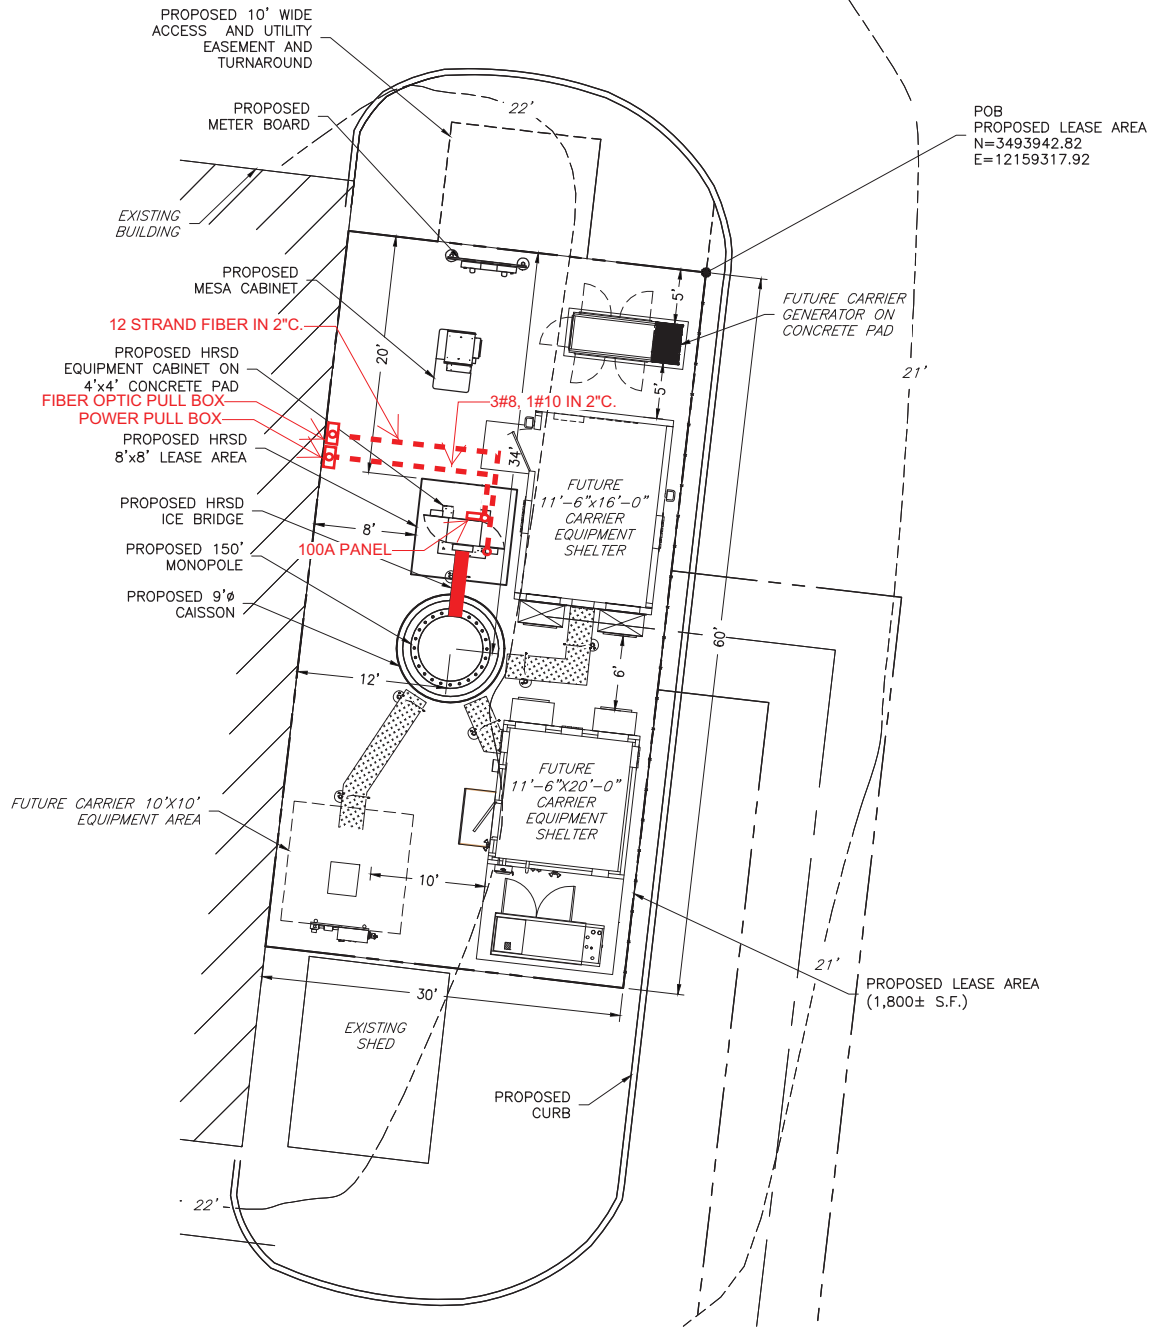 PROPOSED 10' WIDE
ACCESS AND UTILITY
EASEMENT AND
TURNAROUND
22'
PROPOSED
METER BOARD
POB
PROPOSED LEASE AREA
N=3493942.82
E=12159317.92
EXISTING
BUILDING
PROPOSED
MESA CABINET
5'
FUTURE CARRIER
GENERATOR ON
CONCRETE PAD
12 STRAND FIBER IN 2"C.
20'
PROPOSED HRSD
EQUIPMENT CABINET ON
4'x4' CONCRETE PAD
5'
21'
FIBER OPTIC PULL BOX
3#8, 1#10 IN 2"C.
POWER PULL BOX
PROPOSED HRSD
8'x8' LEASE AREA
34'
FUTURE
11'-6"x16'-0"
CARRIER
EQUIPMENT
SHELTER
PROPOSED HRSD
ICE BRIDGE
8'
100A PANEL
PROPOSED 150'
MONOPOLE
PROPOSED 9'ø
CAISSON
60'
12'
6'
FUTURE
11'-6"X20'-0"
CARRIER
EQUIPMENT
SHELTER
FUTURE CARRIER 10'X10'
EQUIPMENT AREA
10'
21'
PROPOSED LEASE AREA
(1,800± S.F.)
30'
EXISTING
SHED
PROPOSED
CURB
22'